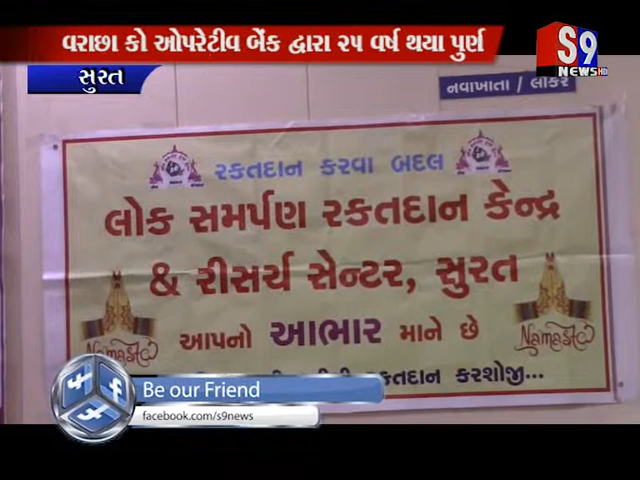 વરાછા કો ઓપરેટીવ બેંક દ્વારા ૨૫ વર્ષ થયા પુર્ણ
S9
NEWS HD
સુરત
નવાખાતા / લોકર
રકતદાન કરવા બદલ
લોક સમર્પણ રકતદાન કેન્દ્ર
& રીસર્ચ સેન્ટર, સુરત
આપનો આભાર માને છે
Namaste
Namaste
રકતદાન કરશોજી...
Be our Friend
facebook.com/s9news